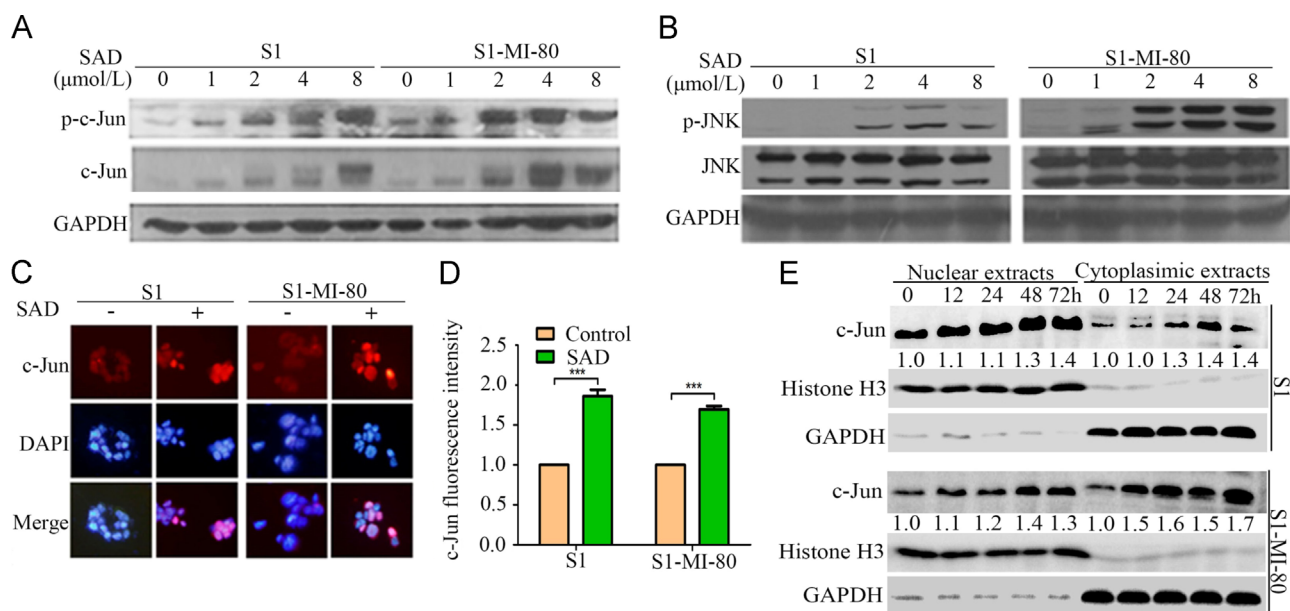 A
S1
S1-MI-80
SAD
(μmol/L)
0 1 2 4 8 0 1 2 4 8
p-c-Jun
c-Jun
GAPDH
B
S1
S1-MI-80
SAD
(μmol/L)
0 1 2 4 8 0 1 2 4 8
p-JNK
JNK
GAPDH
C
S1
S1-MI-80
SAD - + - +
c-Jun
DAPI
Merge
D
c-Jun fluorescence intensity
Control
SAD
2.5
2.0
1.5
1.0
0.5
0.0
***
***
S1
S1-MI-80
E
Nuclear extracts Cytoplasimic extracts
0 12 24 48 72h 0 12 24 48 72h
c-Jun
1.0 1.1 1.1 1.3 1.4 1.0 1.0 1.3 1.4 1.4
Histone H3
GAPDH
S1
c-Jun
1.0 1.1 1.2 1.4 1.3 1.0 1.5 1.6 1.5 1.7
Histone H3
GAPDH
S1-MI-80